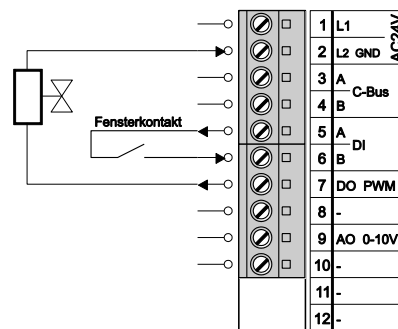 1 L1
AC24V
2 L2 GND
3 A
C-Bus
4 B
Fensterkontakt
5 A
DI
6 B
7 DO PWM
8 -
9 AO 0-10V
10 -
11 -
12 -